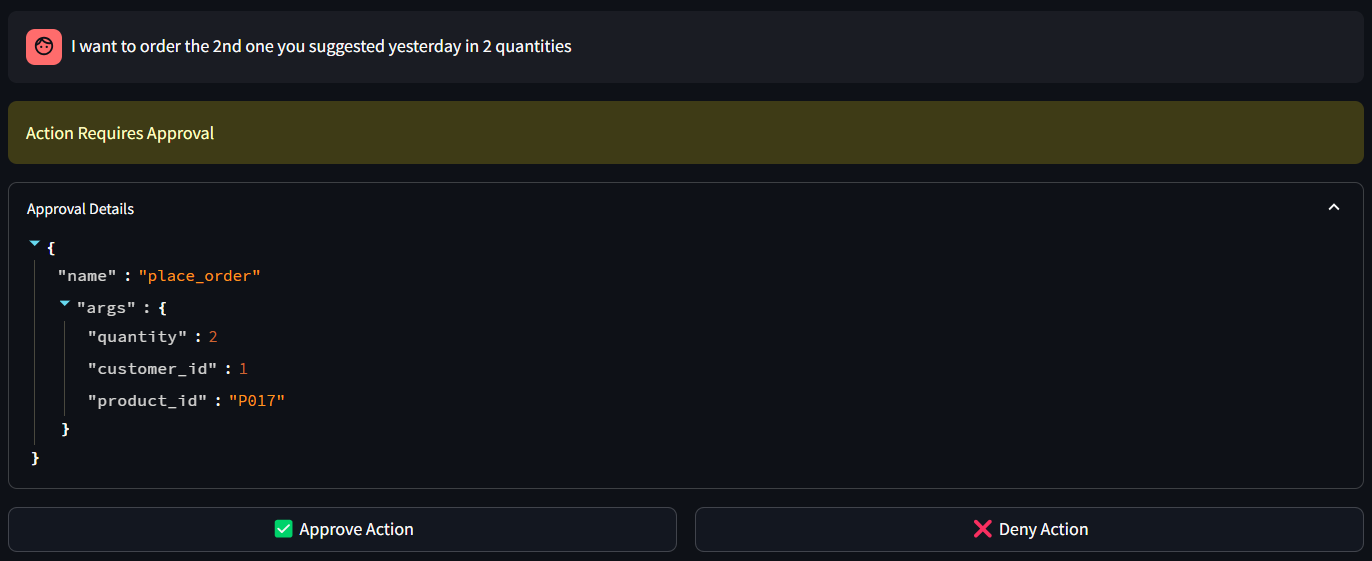 I want to order the 2nd one you suggested yesterday in 2 quantities
Action Requires Approval
Approval Details
{
"name" : "place_order"
"args" : {
"quantity" : 2
"customer_id" : 1
"product_id" : "P017"
}
}
✅ Approve Action
❌ Deny Action